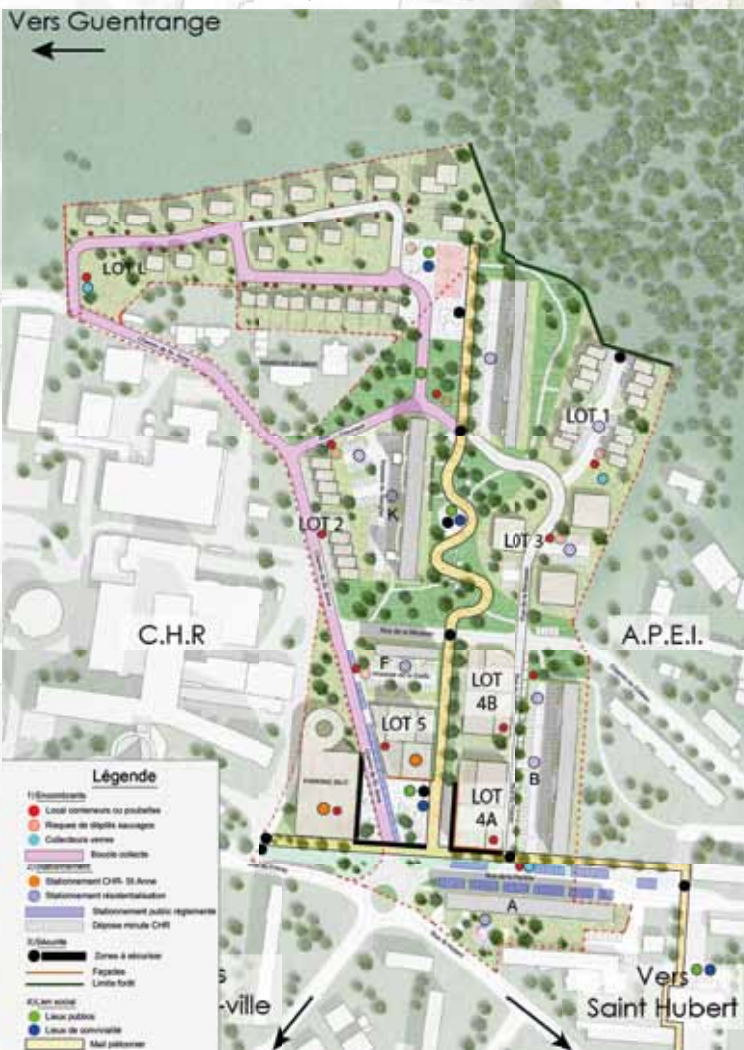 Vers Guentrange
LOT L
LOT 1
LOT 2
K
LOT 3
C.H.R
A.P.E.I.
F
LOT
4B
LOT 5
B
LOT
4A
A
Légende
1) Encombrants
Local conteneurs ou poubelles
Risques de dépôts sauvages
Collecteurs verres
Boucle collecte
Stationnement CHR- St Anne
Stationnement résidentialisation
Stationnement public réglementé
Dépose minute CHR
3) Sécurité
Zones à sécuriser
Façades
Limite forêt
4) Lien social
Lieux publics
Lieux de convivialité
Mail piétonnier
-ville
Vers
Saint Hubert